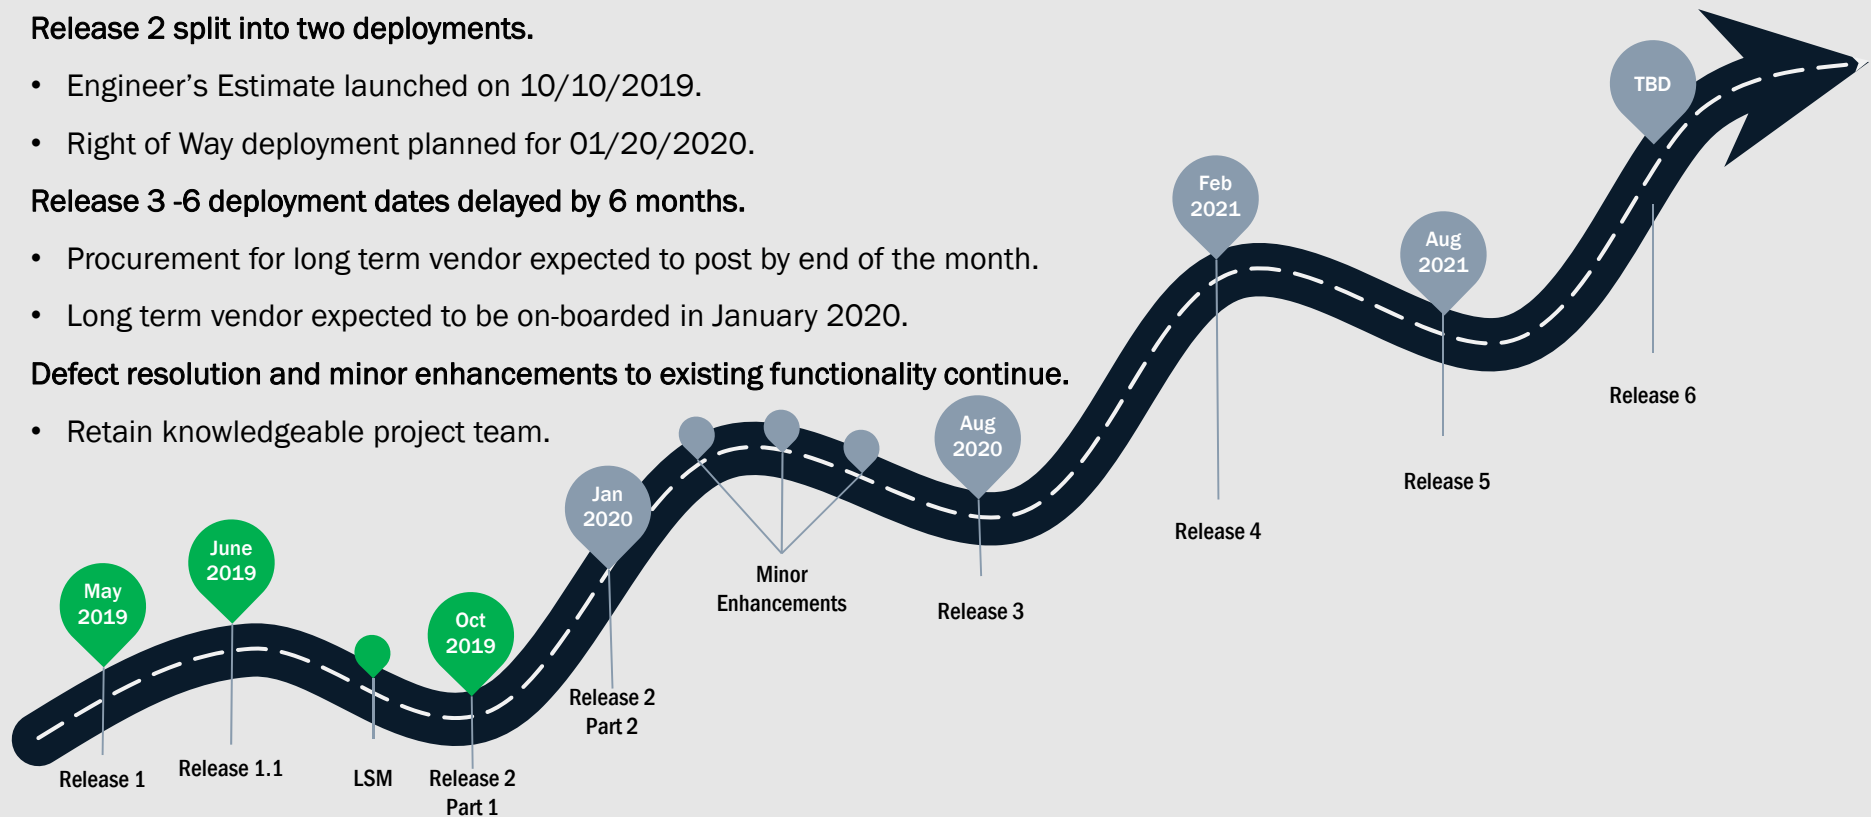 Release 2 split into two deployments.
• Engineer’s Estimate launched on 10/10/2019.
• Right of Way deployment planned for 01/20/2020.
Release 3 -6 deployment dates delayed by 6 months.
• Procurement for long term vendor expected to post by end of the month.
• Long term vendor expected to be on-boarded in January 2020.
Defect resolution and minor enhancements to existing functionality continue.
• Retain knowledgeable project team.
May
2019
Release 1
June
2019
Release 1.1
LSM
Oct
2019
Release 2
Part 1
Jan
2020
Release 2
Part 2
Minor
Enhancements
Aug
2020
Release 3
Feb
2021
Release 4
Aug
2021
Release 5
TBD
Release 6